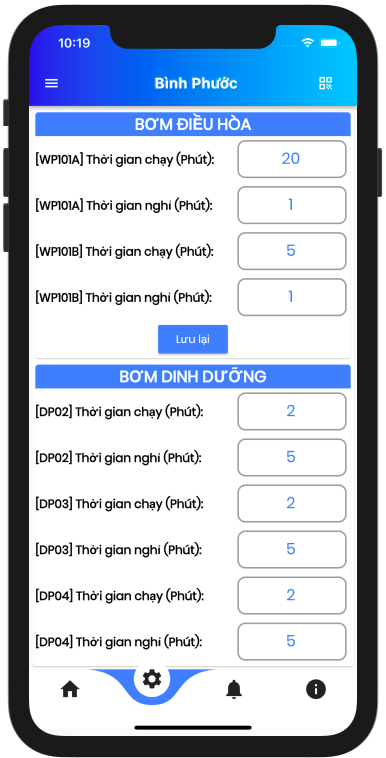 10:19
Bình Phước
BƠM ĐIỀU HÒA
[WP101A] Thời gian chạy (Phút): 20
[WP101A] Thời gian nghỉ (Phút): 1
[WP101B] Thời gian chạy (Phút): 5
[WP101B] Thời gian nghỉ (Phút): 1
Lưu lại
BƠM DINH DƯỠNG
[DP02] Thời gian chạy (Phút): 2
[DP02] Thời gian nghỉ (Phút): 5
[DP03] Thời gian chạy (Phút): 2
[DP03] Thời gian nghỉ (Phút): 5
[DP04] Thời gian chạy (Phút): 2
[DP04] Thời gian nghỉ (Phút): 5